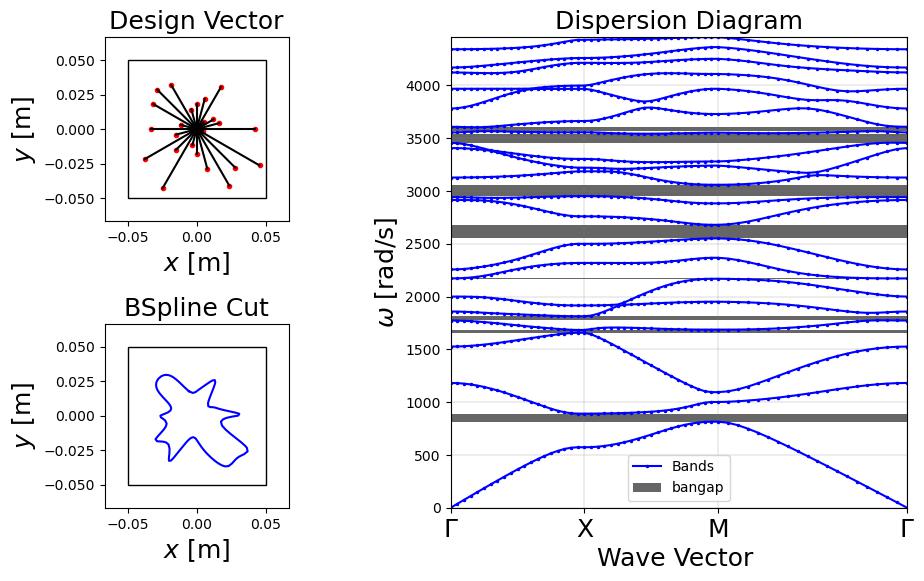 Design Vector
0.050
0.025
0.000
−0.025
−0.050
y [m]
−0.05
0.00
0.05
x [m]
BSpline Cut
0.050
0.025
0.000
−0.025
−0.050
y [m]
−0.05
0.00
0.05
x [m]
Dispersion Diagram
4000
3500
3000
2500
2000
1500
1000
500
0
ω [rad/s]
Bands
bangap
Γ
X
M
Γ
Wave Vector